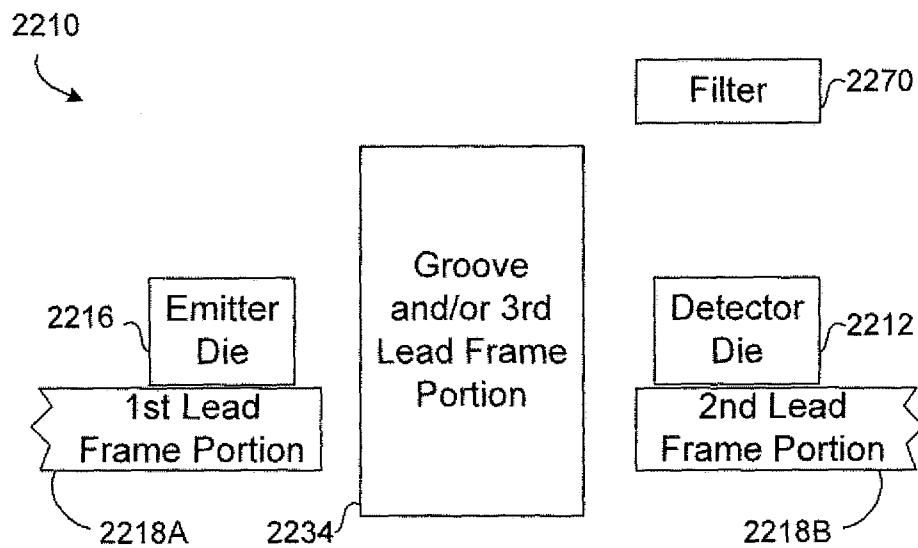 2210
Filter
2270
Groove
and/or 3rd
Lead Frame
Portion
2216
Emitter
Die
Detector
Die
2212
1st Lead
Frame Portion
2nd Lead
Frame Portion
2218A
2234
2218B